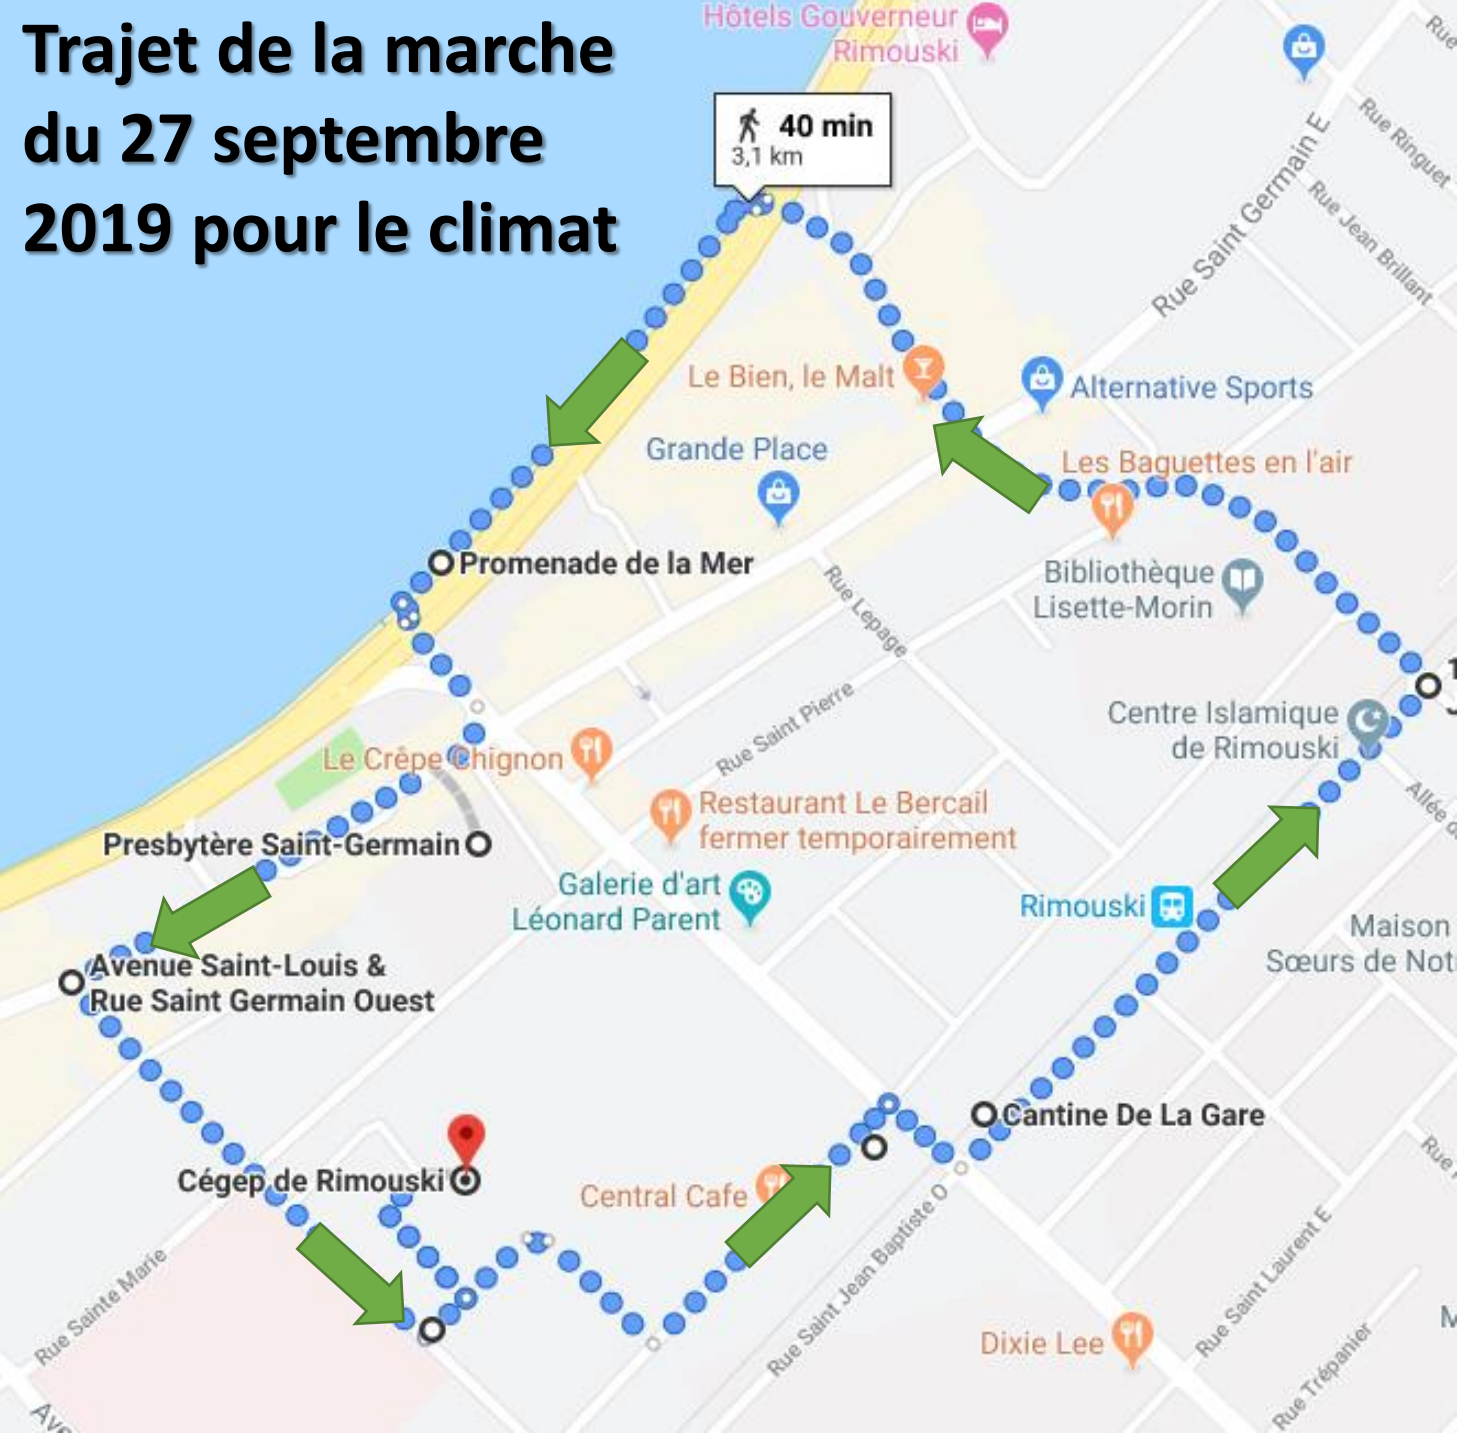 Trajet de la marche
du 27 septembre
2019 pour le climat
Hôtels Gouverneur
Rimouski
40 min
3,1 km
Rue Ringuet
Rue Jean Brillant
Rue Saint Germain E
Le Bien, le Malt
Alternative Sports
Grande Place
Les Baguettes en l'air
Promenade de la Mer
Bibliothèque
Lisette-Morin
Rue Lepage
Rue Saint Pierre
Centre Islamique
de Rimouski
Le Crêpe Chignon
Restaurant Le Bercail
fermer temporairement
Presbytère Saint-Germain
Galerie d'art
Léonard Parent
Rimouski
Maison
Sœurs de Not
Avenue Saint-Louis &
Rue Saint Germain Ouest
Cantine De La Gare
Cégep de Rimouski
Central Cafe
Rue Sainte Marie
Rue Saint Jean Baptiste O
Rue Saint Laurent E
Dixie Lee
Rue Trépanier
Rue
Allée
Rue
Ave